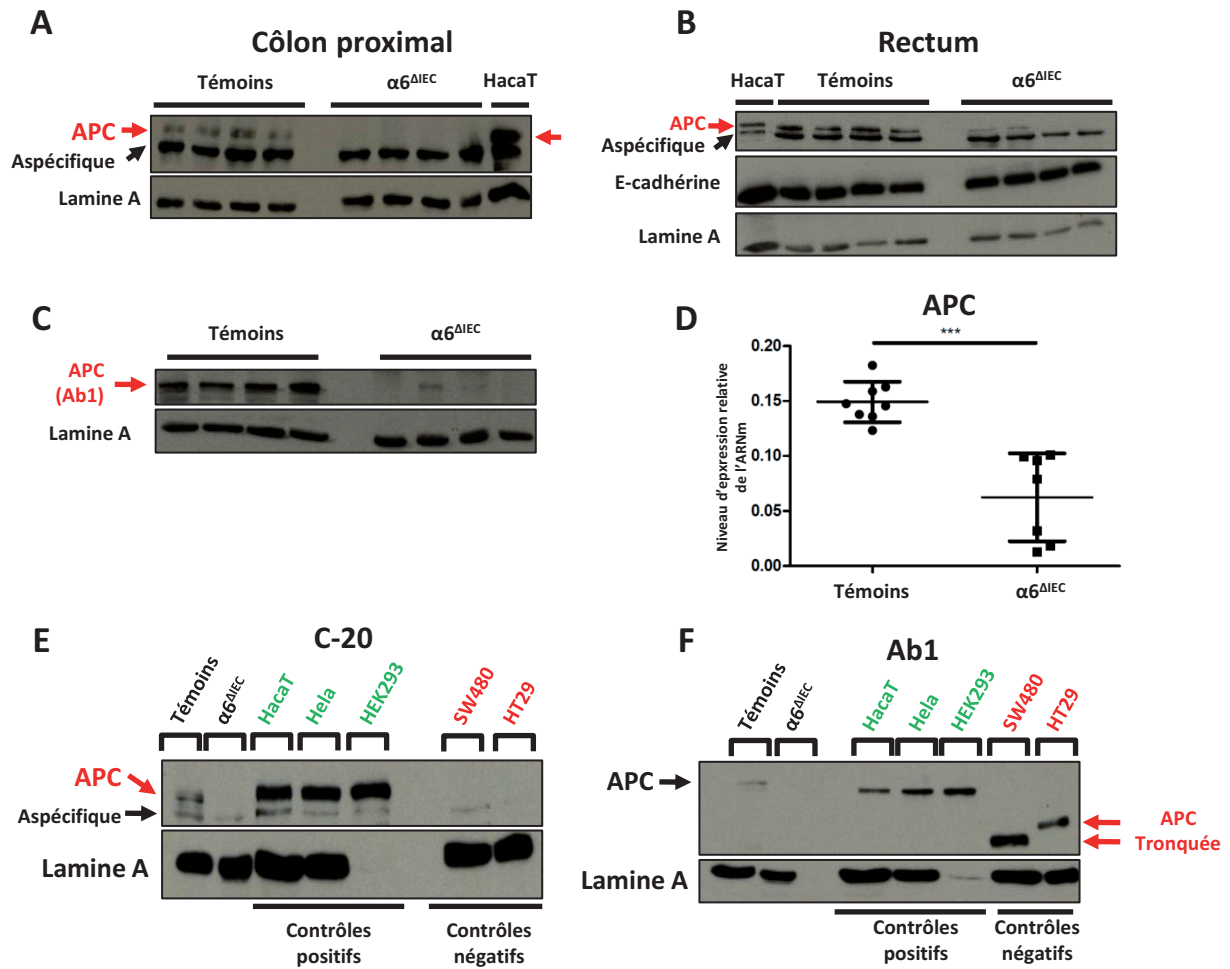 A
Côlon proximal
Témoins
α6ΔIEC
HacaT
APC
Aspécifique
Lamine A
B
Rectum
HacaT
Témoins
α6ΔIEC
APC
Aspécifique
E-cadhérine
Lamine A
C
Témoins
α6ΔIEC
APC
(Ab1)
Lamine A
D
APC
***
Niveau d'epxression relative
de l'ARNm
0.20
0.15
0.10
0.05
0.00
Témoins
α6ΔIEC
E
C-20
Témoins
α6ΔIEC
HacaT
Hela
HEK293
SW480
HT29
APC
Aspécifique
Lamine A
Contrôles
positifs
Contrôles
négatifs
F
Ab1
Témoins
α6ΔIEC
HacaT
Hela
HEK293
SW480
HT29
APC
APC
Tronquée
Lamine A
Contrôles
positifs
Contrôles
négatifs